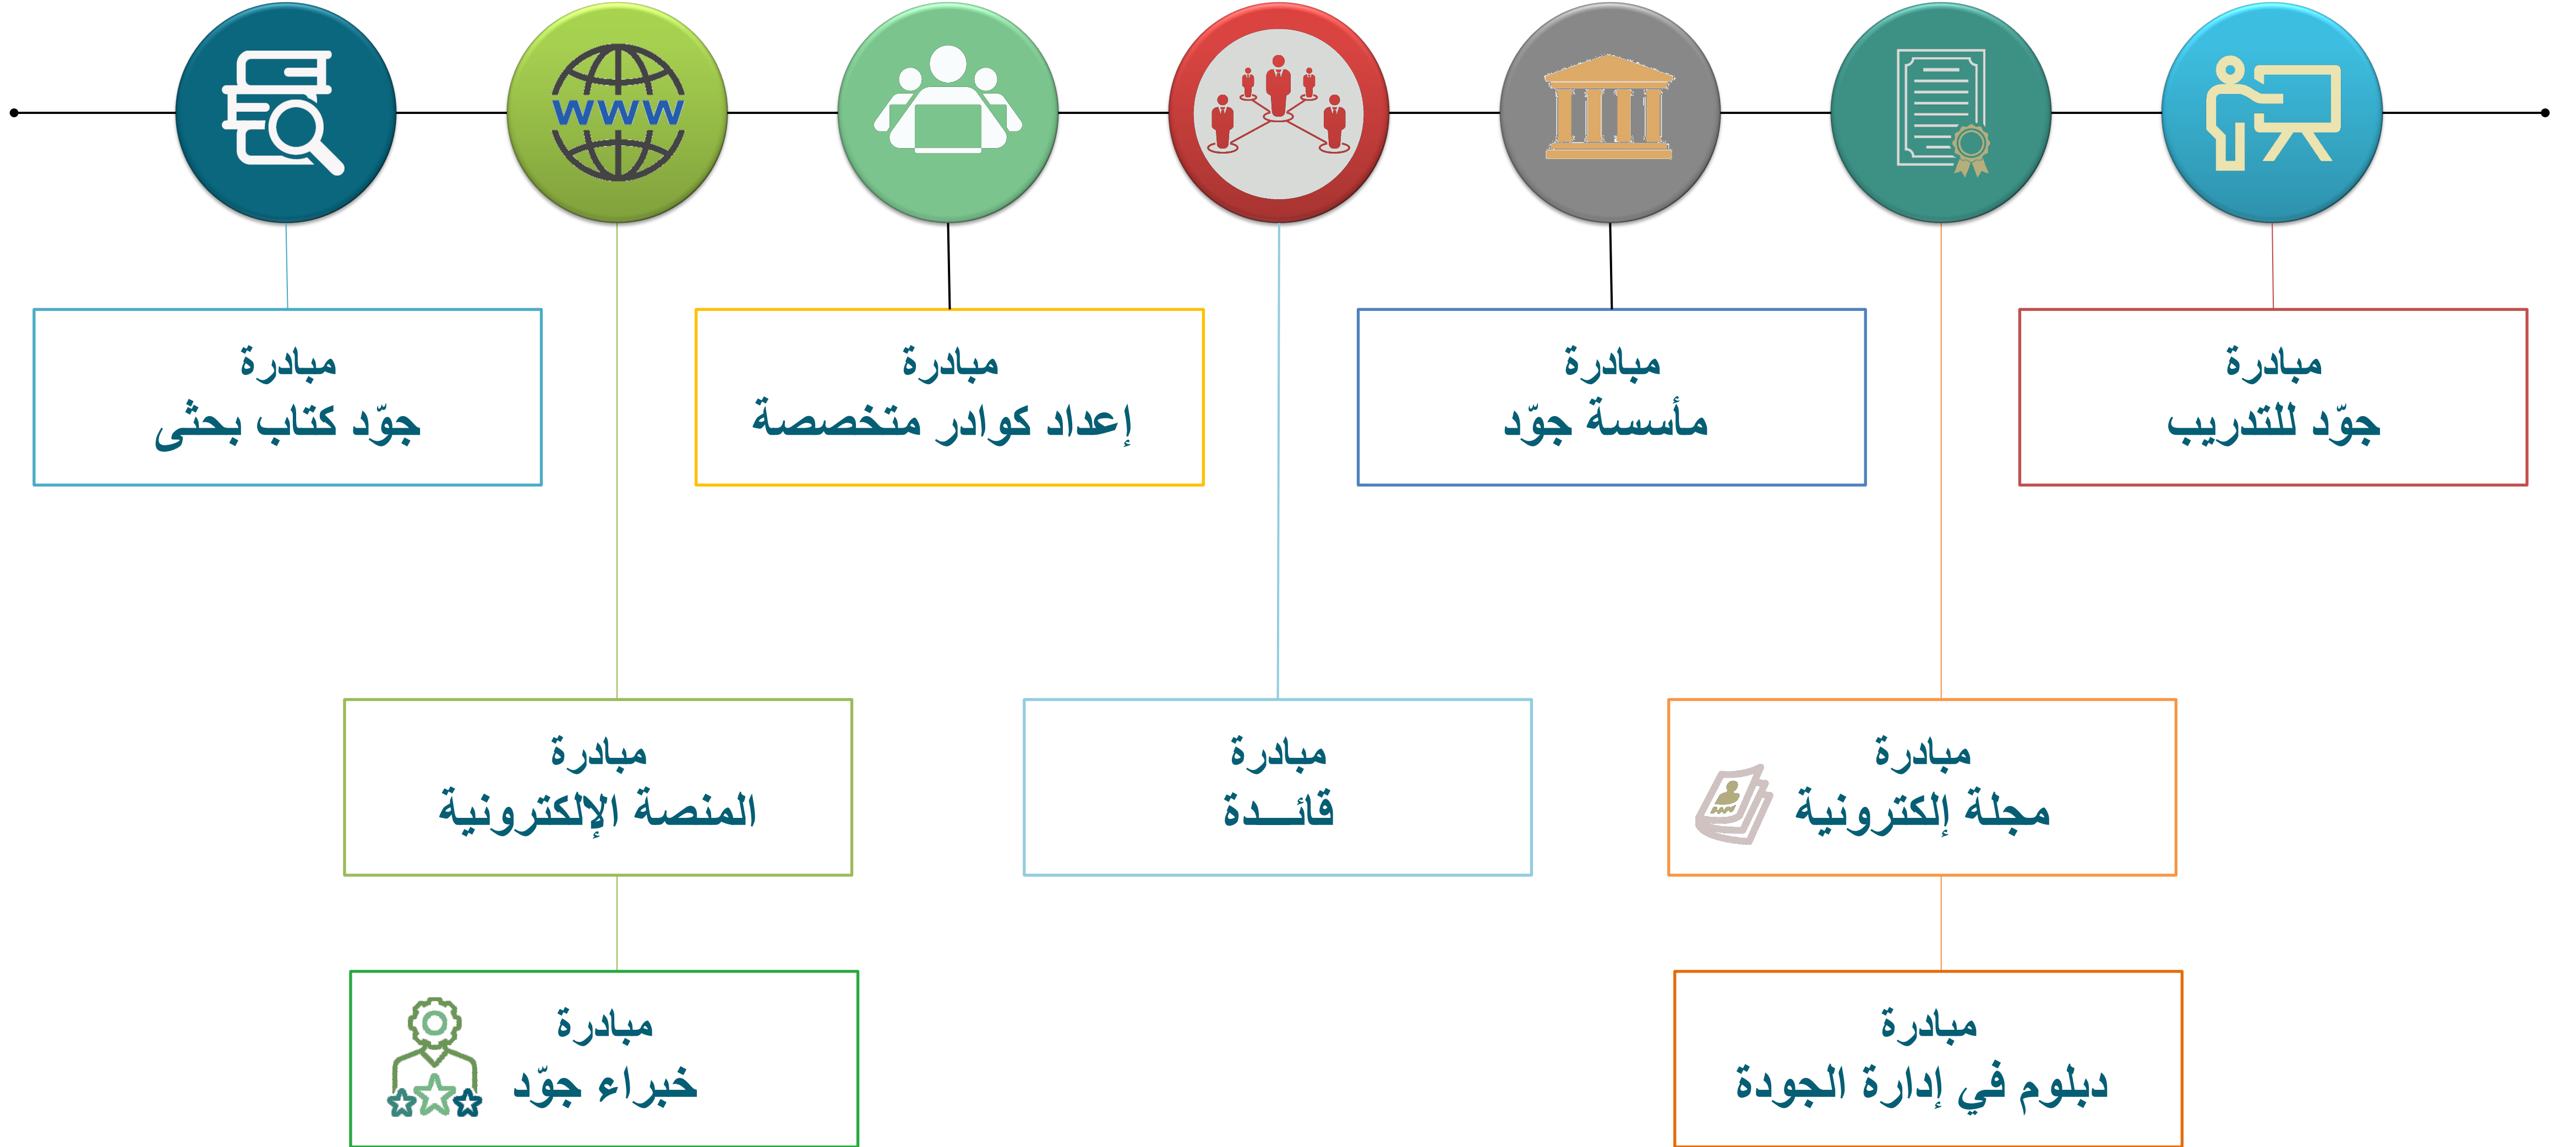 WWW
مبادرة
جوّد للتدريب
مبادرة
مأسسة جوّد
مبادرة
إعداد كوادر متخصصة
مبادرة
جوّد كتاب بحثى
مبادرة
مجلة إلكترونية
مبادرة
قائـــدة
مبادرة
المنصة الإلكترونية
مبادرة
دبلوم في إدارة الجودة
مبادرة
خبراء جوّد